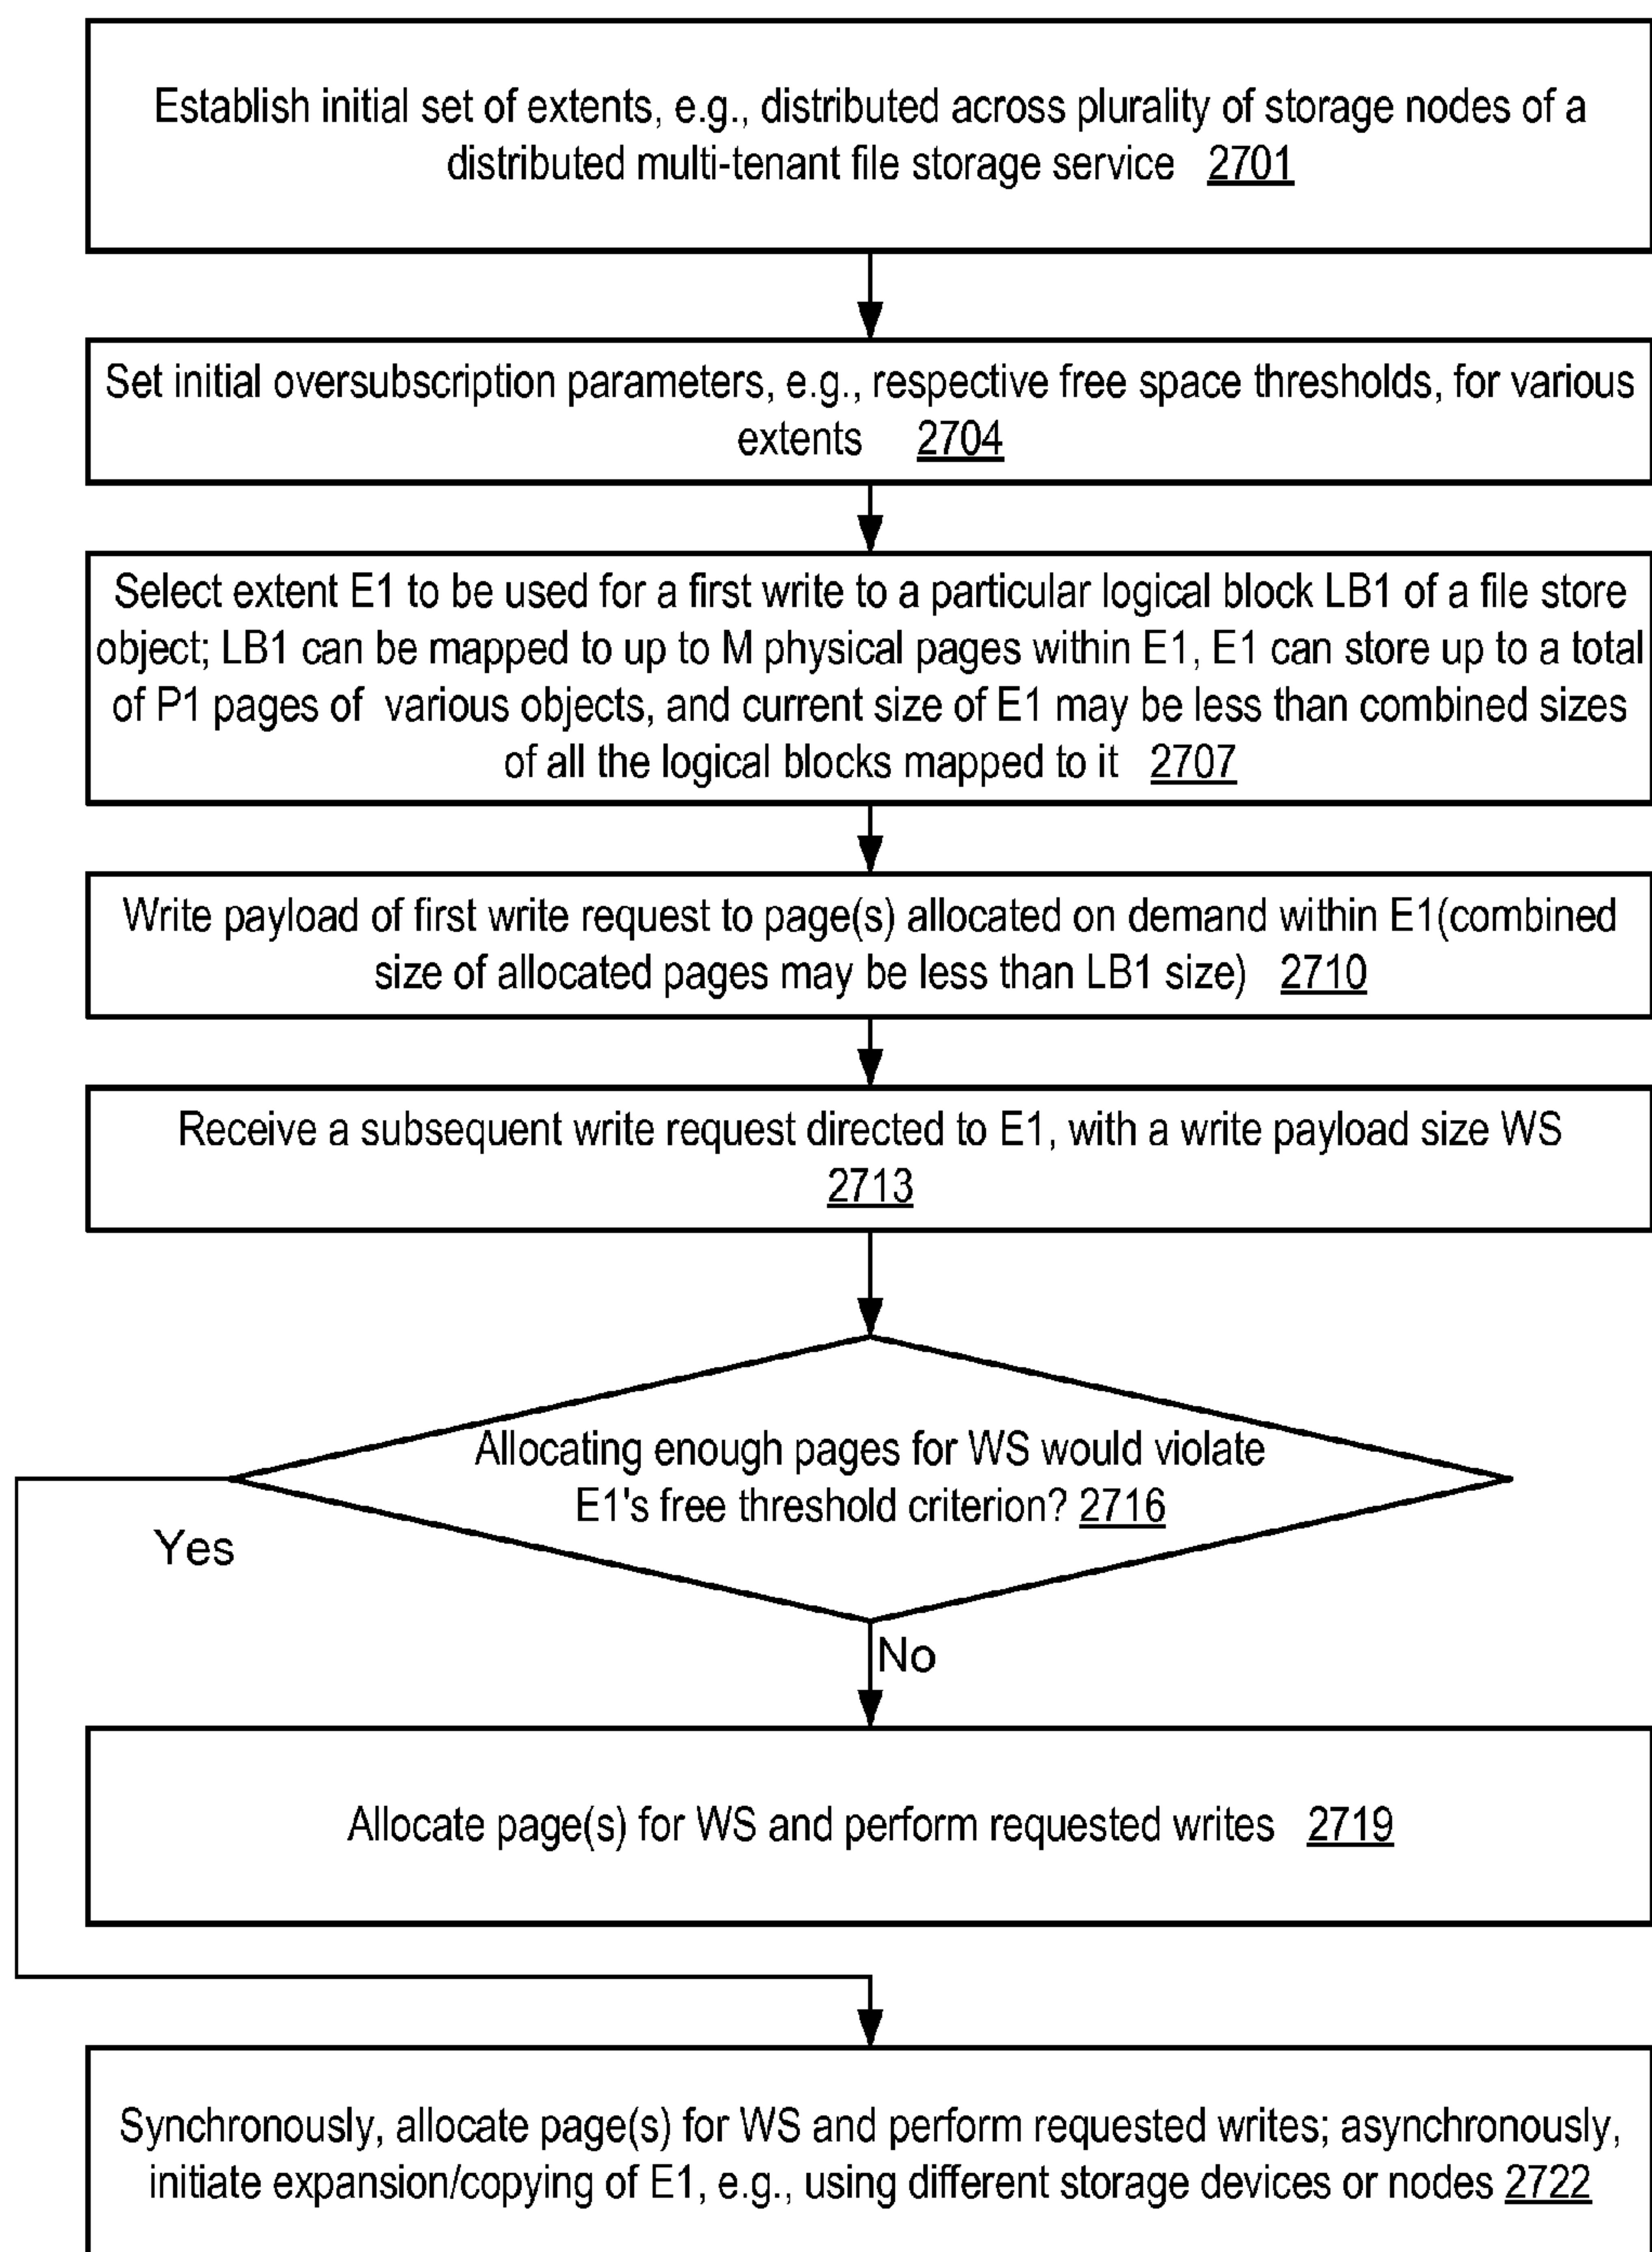 Establish initial set of extents, e.g., distributed across plurality of storage nodes of a
distributed multi-tenant file storage service 2701
Set initial oversubscription parameters, e.g., respective free space thresholds, for various
extents 2704
Select extent E1 to be used for a first write to a particular logical block LB1 of a file store
object; LB1 can be mapped to up to M physical pages within E1, E1 can store up to a total
of P1 pages of various objects, and current size of E1 may be less than combined sizes
of all the logical blocks mapped to it 2707
Write payload of first write request to page(s) allocated on demand within E1(combined
size of allocated pages may be less than LB1 size) 2710
Receive a subsequent write request directed to E1, with a write payload size WS
2713
Allocating enough pages for WS would violate
E1's free threshold criterion? 2716
Yes
No
Allocate page(s) for WS and perform requested writes 2719
Synchronously, allocate page(s) for WS and perform requested writes; asynchronously,
initiate expansion/copying of E1, e.g., using different storage devices or nodes 2722